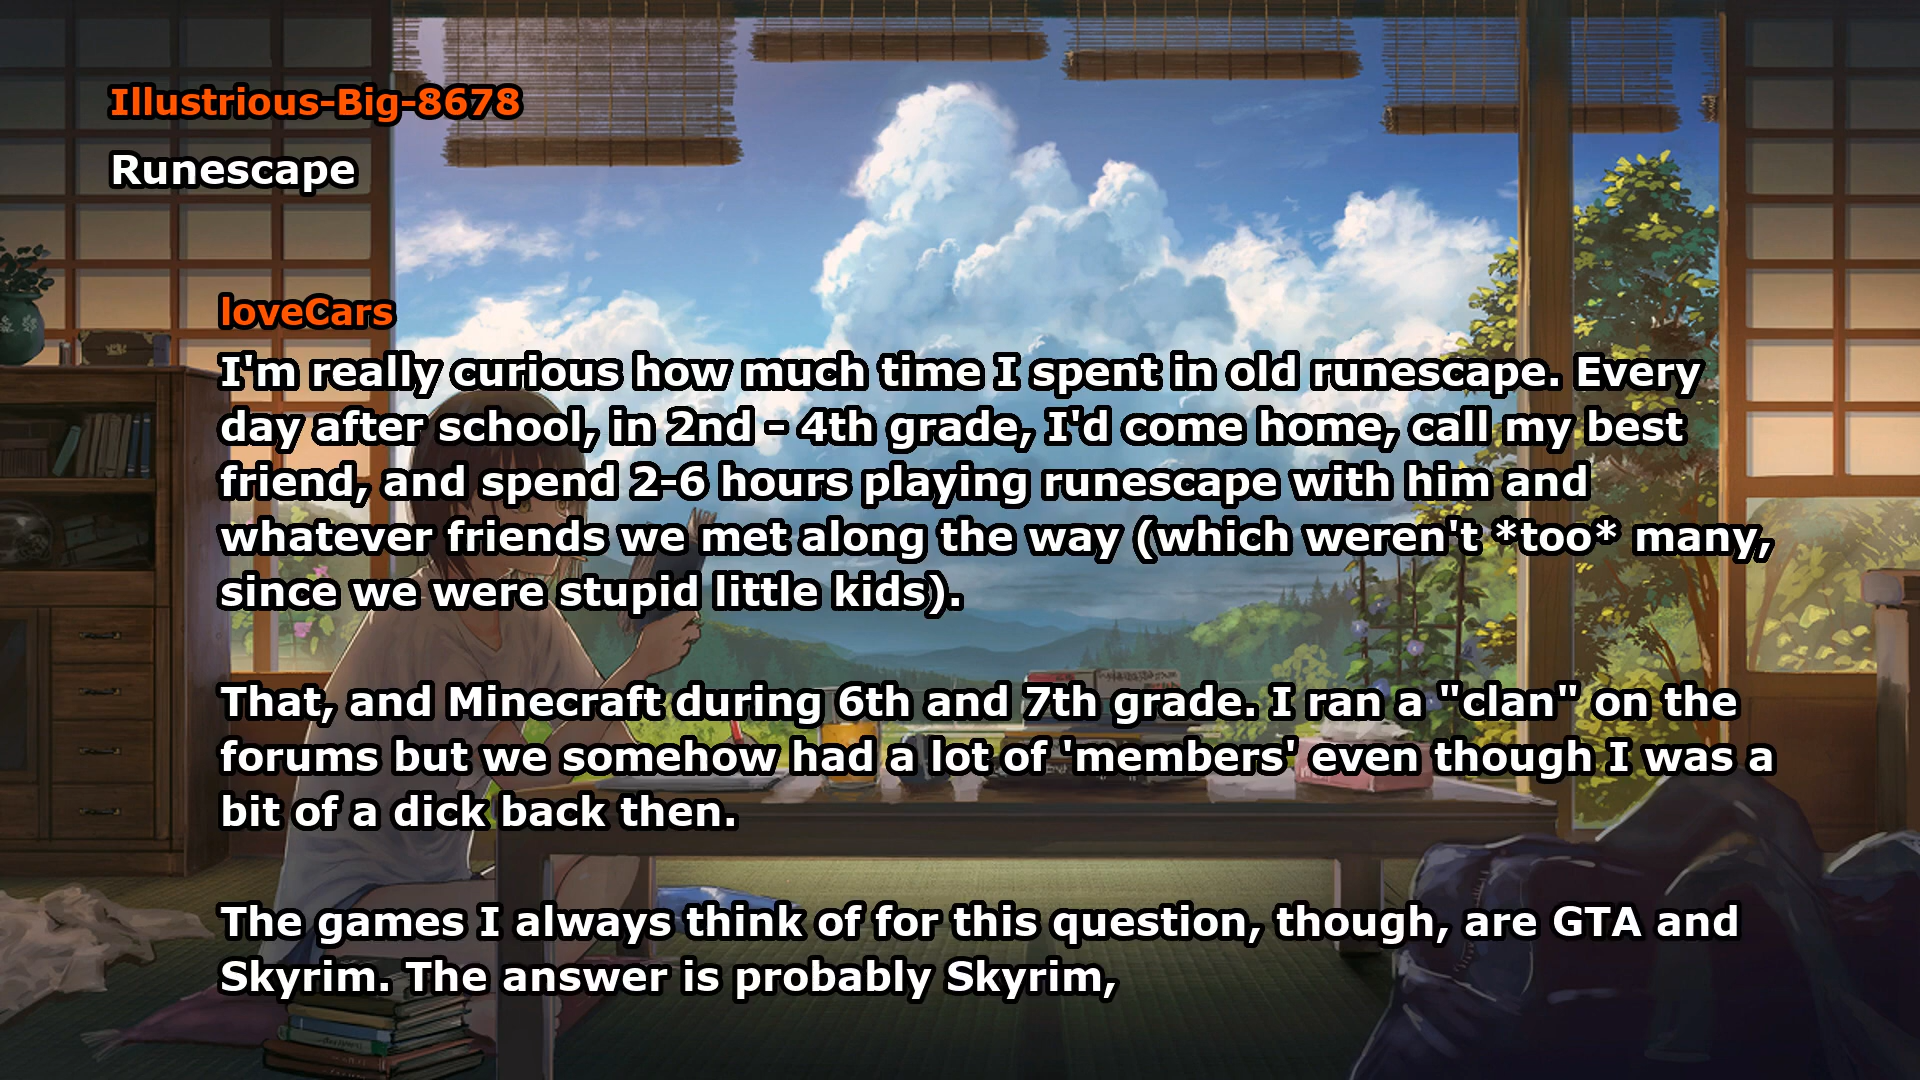 Illustrious-Big-8678
Runescape
loveCars
I'm really curious how much time I spent in old runescape. Every
day after school, in 2nd - 4th grade, I'd come home, call my best
friend, and spend 2-6 hours playing runescape with him and
whatever friends we met along the way (which weren't *too* many,
since we were stupid little kids).
That, and Minecraft during 6th and 7th grade. I ran a "clan" on the
forums but we somehow had a lot of 'members' even though I was a
bit of a dick back then.
The games I always think of for this question, though, are GTA and
Skyrim. The answer is probably Skyrim,